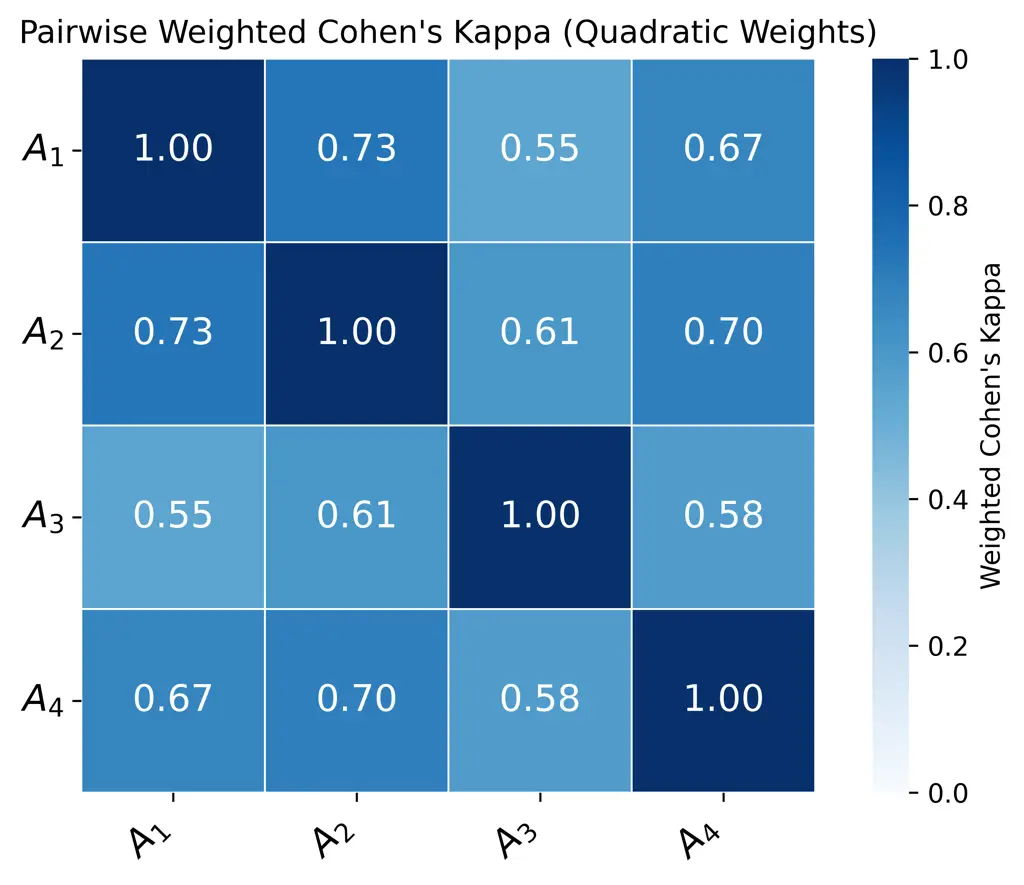 Pairwise Weighted Cohen's Kappa (Quadratic Weights)
A₁ 1.00 0.73 0.55 0.67
A₂ 0.73 1.00 0.61 0.70
A₃ 0.55 0.61 1.00 0.58
A₄ 0.67 0.70 0.58 1.00
A₁ A₂ A₃ A₄
1.0
0.8
0.6
0.4
0.2
0.0
Weighted Cohen's Kappa